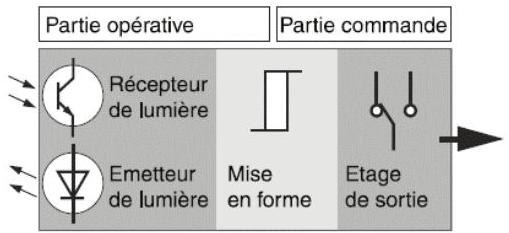 Partie opérative
Partie commande
Récepteur
de lumière
Emetteur
de lumière
Mise
en forme
Etage
de sortie